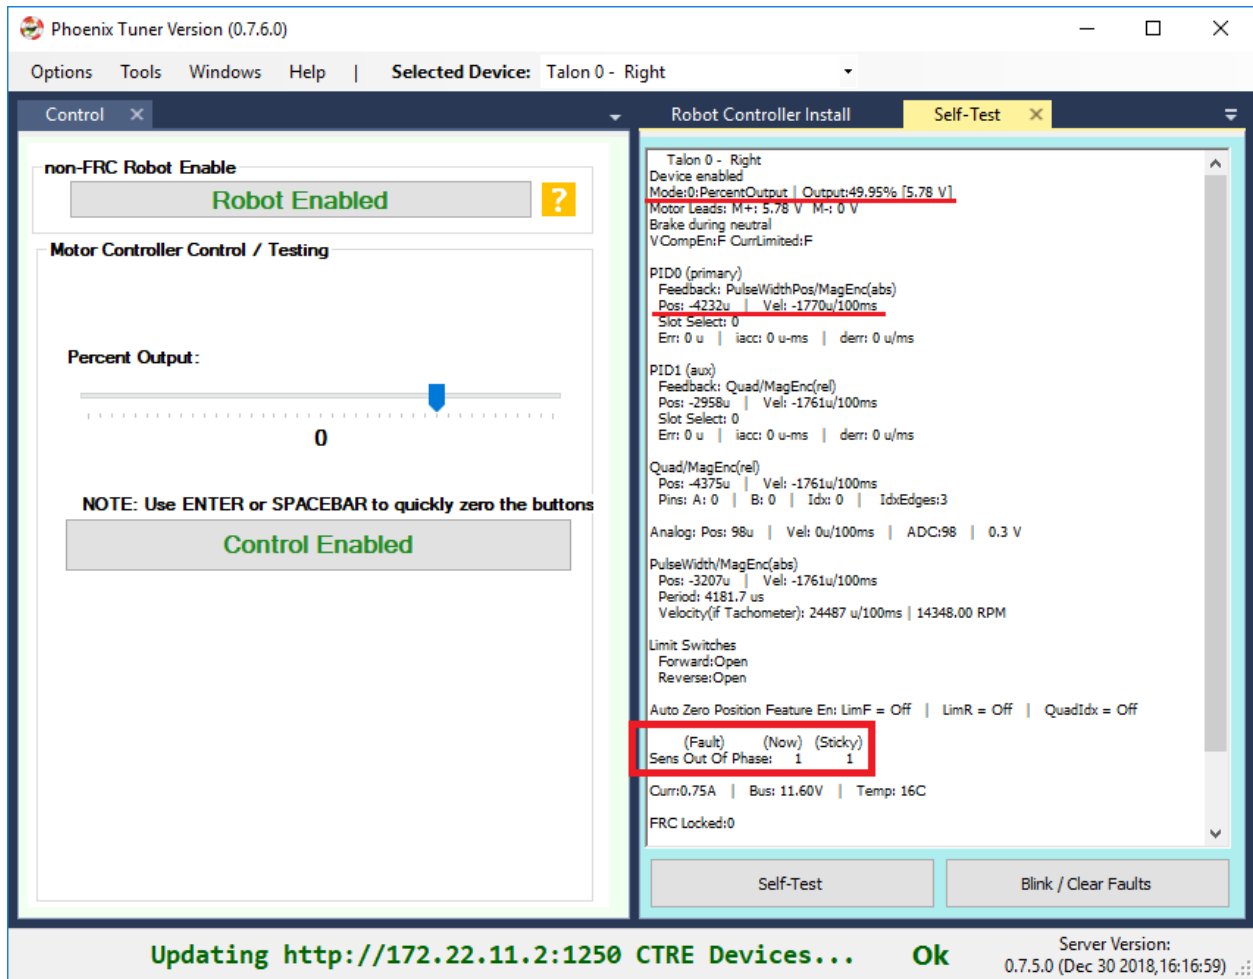 Phoenix Tuner Version (0.7.6.0)
Options Tools Windows Help | Selected Device: Talon 0 - Right
Control
non-FRC Robot Enable
Robot Enabled
?
Motor Controller Control / Testing
Percent Output:
0
NOTE: Use ENTER or SPACEBAR to quickly zero the buttons
Control Enabled
Robot Controller Install Self-Test
Talon 0 - Right
Device enabled
Mode:0:PercentOutput | Output:49.95% [5.78 V]
Motor Leads: M+: 5.78 V M-: 0 V
Brake during neutral
VCompEn:F CurrLimited:F
PID0 (primary)
Feedback: PulseWidthPos/MagEnc(abs)
Pos: -4232u | Vel: -1770u/100ms
Slot Select: 0
Err: 0 u | iacc: 0 u-ms | derr: 0 u/ms
PID1 (aux)
Feedback: Quad/MagEnc(rel)
Pos: -2958u | Vel: -1761u/100ms
Slot Select: 0
Err: 0 u | iacc: 0 u-ms | derr: 0 u/ms
Quad/MagEnc(rel)
Pos: -4375u | Vel: -1761u/100ms
Pins: A: 0 | B: 0 | Idx: 0 | IdxEdges:3
Analog: Pos: 98u | Vel: 0u/100ms | ADC:98 | 0.3 V
PulseWidth/MagEnc(abs)
Pos: -3207u | Vel: -1761u/100ms
Period: 4181.7 us
Velocity(if Tachometer): 24487 u/100ms | 14348.00 RPM
Limit Switches
Forward:Open
Reverse:Open
Auto Zero Position Feature En: LimF = Off | LimR = Off | QuadIdx = Off
(Fault) (Now) (Sticky)
Sens Out Of Phase: 1 1
Curr:0.75A | Bus: 11.60V | Temp: 16C
FRC Locked:0
Self-Test
Blink / Clear Faults
Updating http://172.22.11.2:1250 CTRE Devices... Ok
Server Version:
0.7.5.0 (Dec 30 2018,16:16:59)